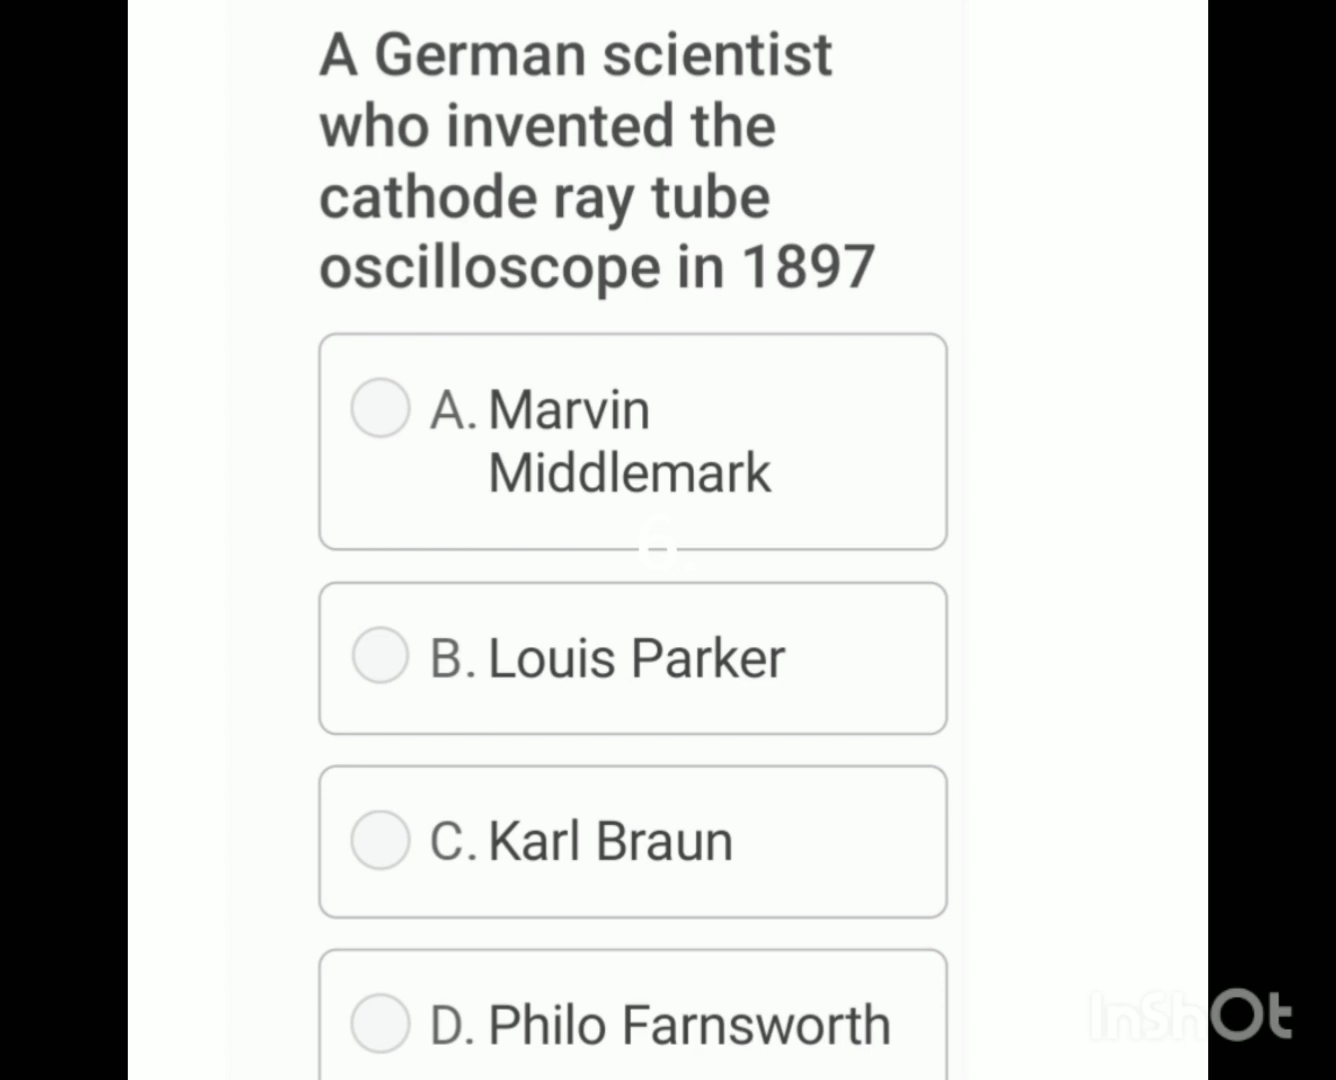 A German scientist
who invented the
cathode ray tube
oscilloscope in 1897
A. Marvin
Middlemark
6.
B. Louis Parker
C. Karl Braun
D. Philo Farnsworth
InShOt